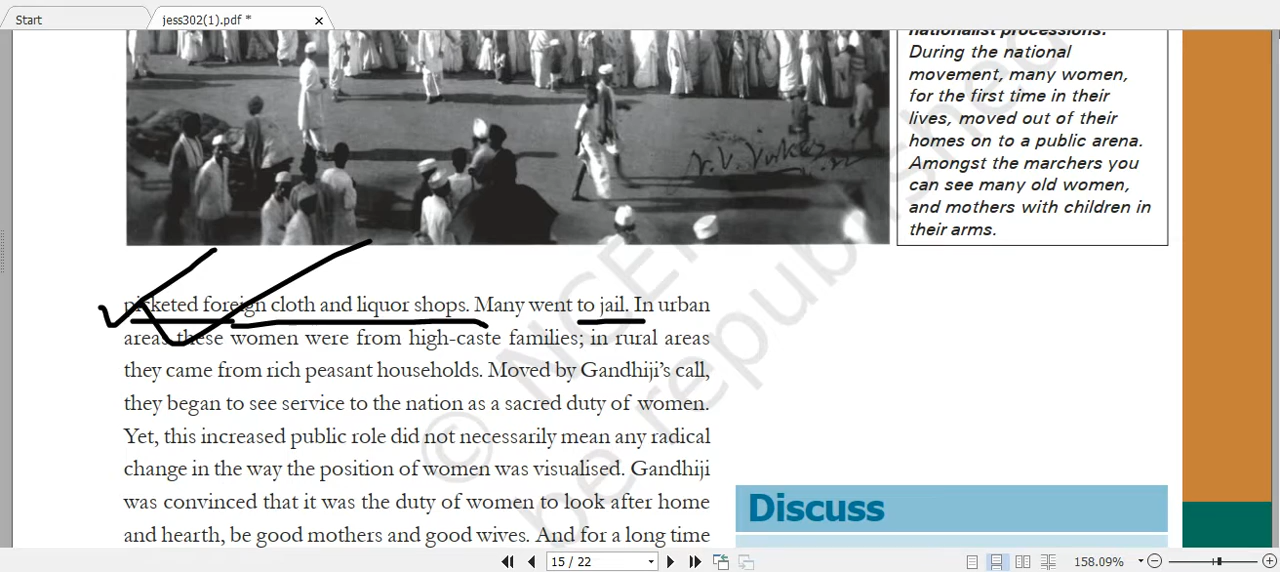 Start
jess302(1).pdf *
nationalist processions.
During the national
movement, many women,
for the first time in their
lives, moved out of their
homes on to a public arena.
Amongst the marchers you
can see many old women,
and mothers with children in
their arms.
picketed foreign cloth and liquor shops. Many went to jail. In urban
areas these women were from high-caste families; in rural areas
they came from rich peasant households. Moved by Gandhiji's call,
they began to see service to the nation as a sacred duty of women.
Yet, this increased public role did not necessarily mean any radical
change in the way the position of women was visualised. Gandhiji
was convinced that it was the duty of women to look after home
and hearth, be good mothers and good wives. And for a long time
Discuss
© NCE
be republished
15 / 22
158.09%